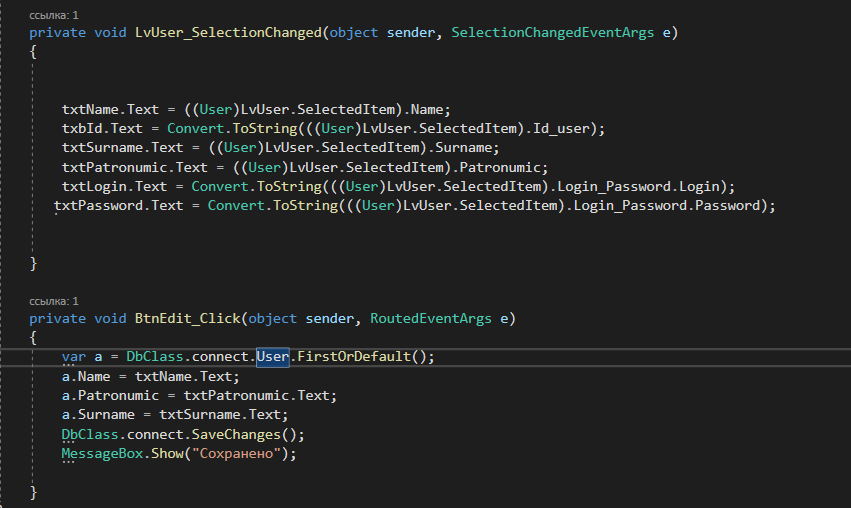 ссылка: 1
private void LvUser_SelectionChanged(object sender, SelectionChangedEventArgs e)
{
txtName.Text = ((User)LvUser.SelectedItem).Name;
txbId.Text = Convert.ToString(((User)LvUser.SelectedItem).Id_user);
txtSurname.Text = ((User)LvUser.SelectedItem).Surname;
txtPatronumic.Text = ((User)LvUser.SelectedItem).Patronumic;
txtLogin.Text = Convert.ToString(((User)LvUser.SelectedItem).Login_Password.Login);
txtPassword.Text = Convert.ToString(((User)LvUser.SelectedItem).Login_Password.Password);
}
ссылка: 1
private void BtnEdit_Click(object sender, RoutedEventArgs e)
{
var a = DbClass.connect.User.FirstOrDefault();
a.Name = txtName.Text;
a.Patronumic = txtPatronumic.Text;
a.Surname = txtSurname.Text;
DbClass.connect.SaveChanges();
MessageBox.Show("Сохранено");
}